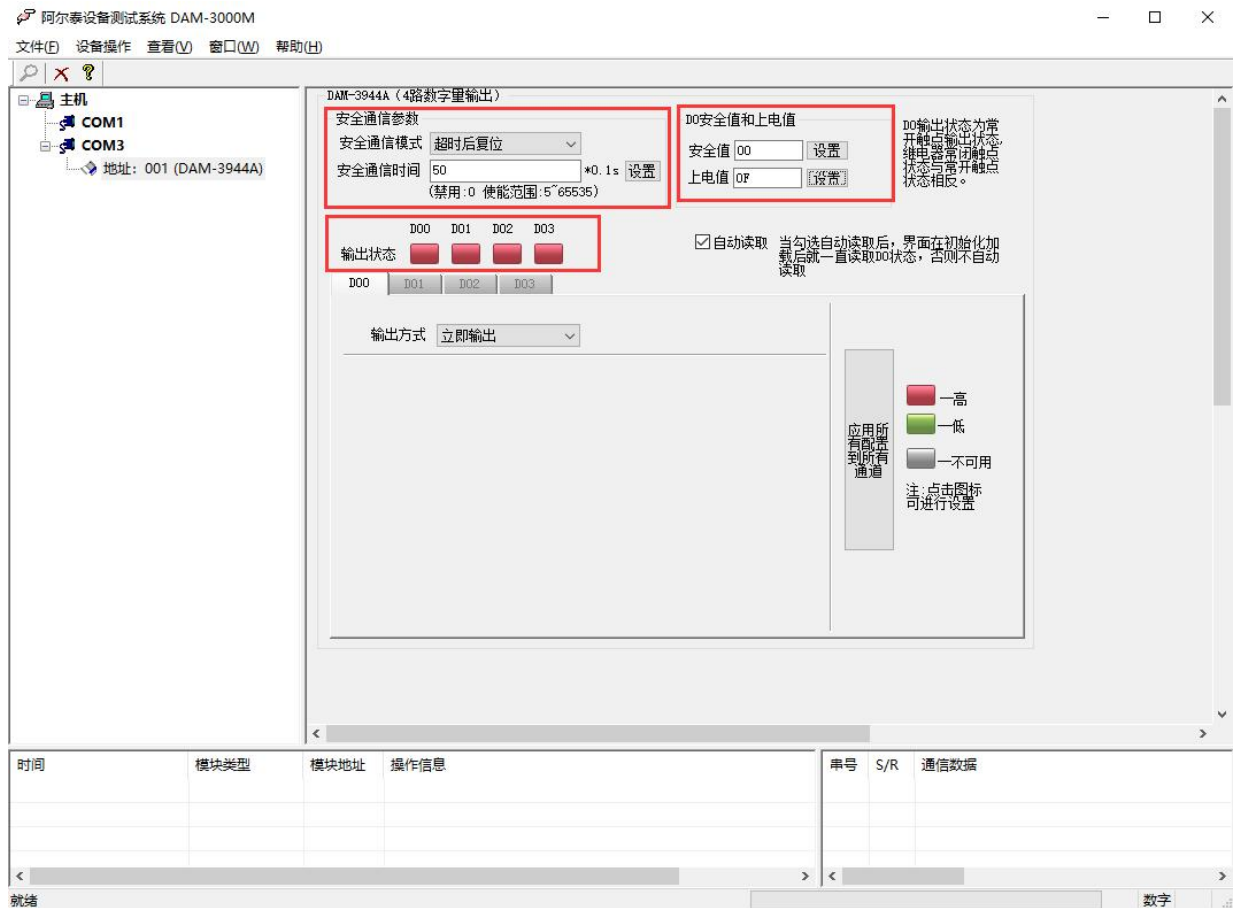 阿尔泰设备测试系统 DAM-3000M
文件(F) 设备操作 查看(V) 窗口(W) 帮助(H)
主机
COM1
COM3
地址：001 (DAM-3944A)
DAM-3944A（4路数字量输出）
安全通信参数
安全通信模式 超时后复位
安全通信时间 50 *0.1s 设置
(禁用:0 使能范围:5~65535)
DO安全值和上电值
安全值 00 设置
上电值 0F 设置
DO输出状态为常
开触点输出状态,
继电器常闭触点
状态与常开触点
状态相反。
DO0 DO1 DO2 DO3
输出状态
自动读取 当勾选自动读取后，界面在初始化加
载后就一直读取DO状态，否则不自动
读取
DO0 DO1 DO2 DO3
输出方式 立即输出
应用所
有配置
到所有
通道
—高
—低
—不可用
注:点击图标
可进行设置
时间 模块类型 模块地址 操作信息
串号 S/R 通信数据
就绪
数字